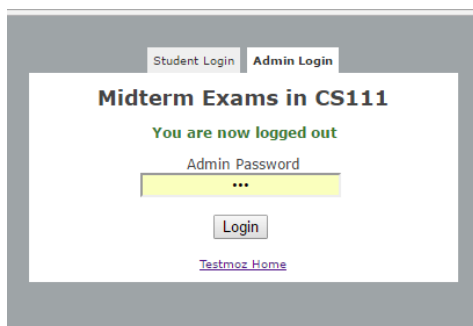 Student Login Admin Login
Midterm Exams in CS111
You are now logged out
Admin Password
•••
Login
Testmoz Home